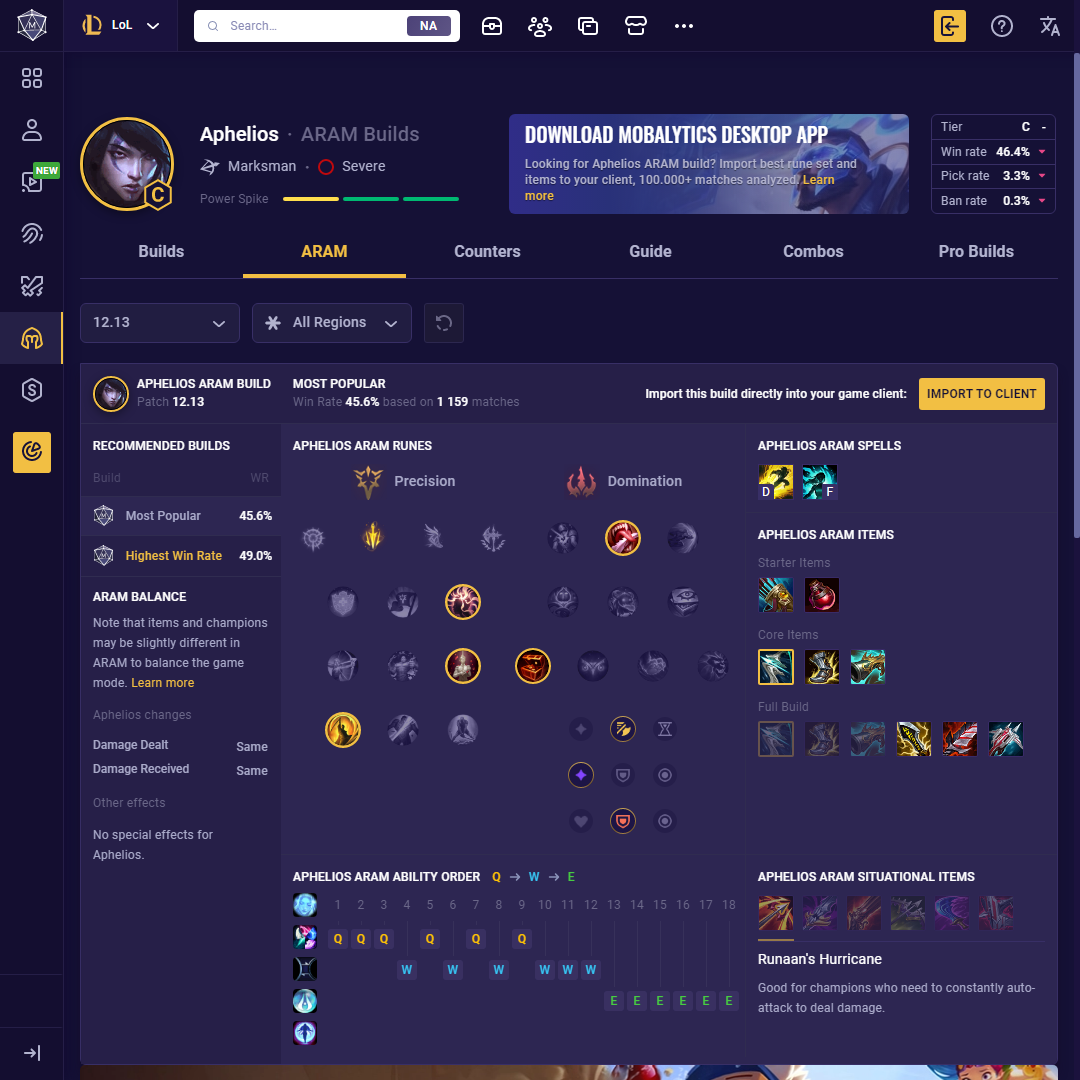 LoL
Search...
NA
NEW
Aphelios · ARAM Builds
Marksman · Severe
Power Spike
C
DOWNLOAD MOBALYTICS DESKTOP APP
Looking for Aphelios ARAM build? Import best rune set and
items to your client, 100.000+ matches analyzed. Learn
more
Tier C -
Win rate 46.4%
Pick rate 3.3%
Ban rate 0.3%
Builds
ARAM
Counters
Guide
Combos
Pro Builds
12.13
All Regions
APHELIOS ARAM BUILD
Patch 12.13
MOST POPULAR
Win Rate 45.6% based on 1 159 matches
Import this build directly into your game client:
IMPORT TO CLIENT
RECOMMENDED BUILDS
Build WR
Most Popular 45.6%
Highest Win Rate 49.0%
ARAM BALANCE
Note that items and champions
may be slightly different in
ARAM to balance the game
mode. Learn more
Aphelios changes
Damage Dealt Same
Damage Received Same
Other effects
No special effects for
Aphelios.
APHELIOS ARAM RUNES
Precision
Domination
APHELIOS ARAM SPELLS
D F
APHELIOS ARAM ITEMS
Starter Items
Core Items
Full Build
APHELIOS ARAM ABILITY ORDER Q → W → E
1 2 3 4 5 6 7 8 9 10 11 12 13 14 15 16 17 18
Q Q Q Q Q Q
W W W W W W
E E E E E E
APHELIOS ARAM SITUATIONAL ITEMS
Runaan's Hurricane
Good for champions who need to constantly auto-
attack to deal damage.